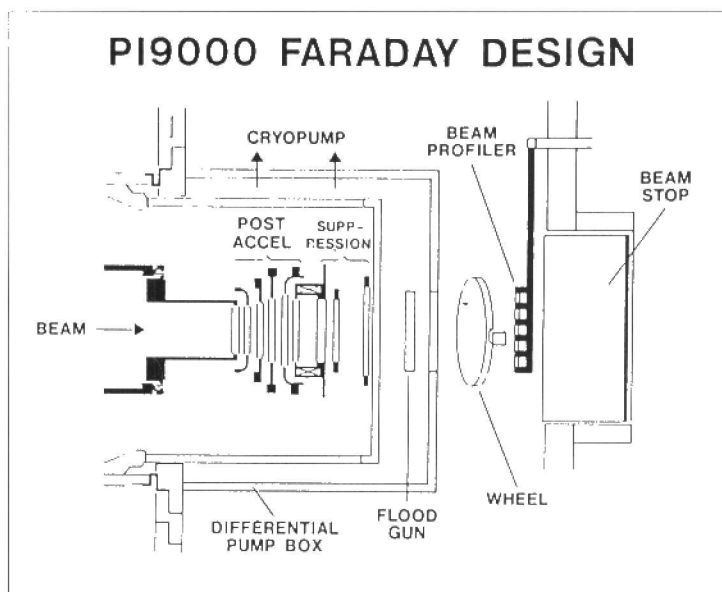 PI9000 FARADAY DESIGN
CRYOPUMP
BEAM
PROFILER
BEAM
STOP
POST
ACCEL
SUPP-
RESSION
BEAM
WHEEL
FLOOD
GUN
DIFFERENTIAL
PUMP BOX